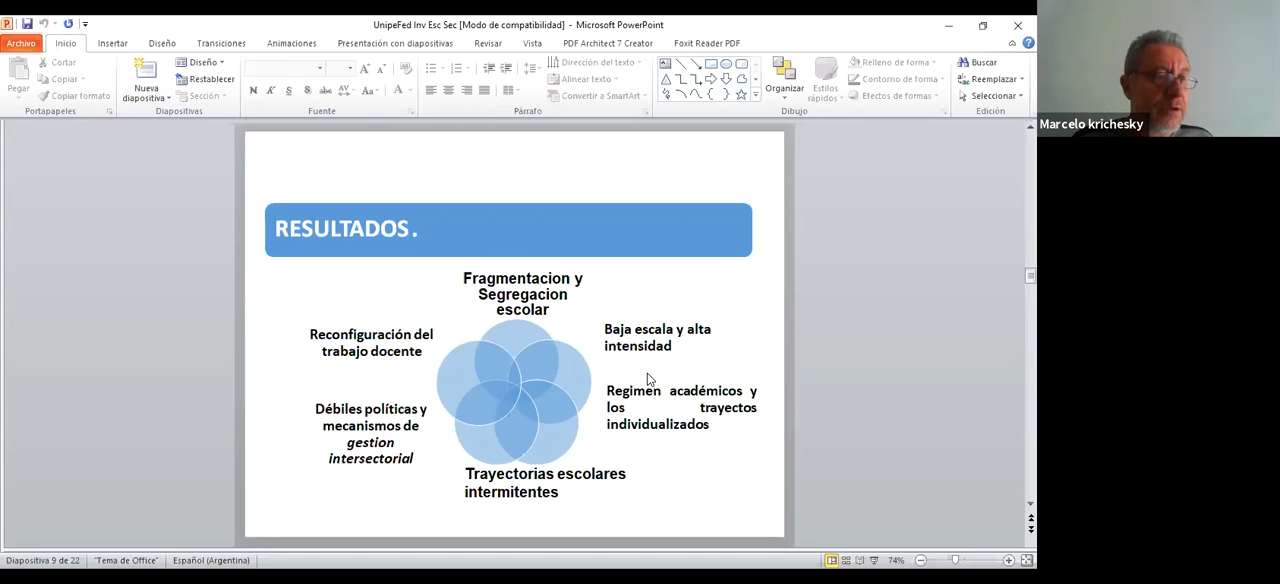 UnipeFed Inv Esc Sec [Modo de compatibilidad] - Microsoft PowerPoint
Archivo Inicio Insertar Diseño Transiciones Animaciones Presentación con diapositivas Revisar Vista PDF Architect 7 Creator Foxit Reader PDF
Pegar
Cortar
Copiar
Copiar formato
Portapapeles
Nueva
diapositiva
Diseño
Restablecer
Sección
Diapositivas
Fuente
Dirección del texto
Alinear texto
Convertir a SmartArt
Párrafo
Organizar
Estilos
rápidos
Relleno de forma
Contorno de forma
Efectos de formas
Dibujo
Buscar
Reemplazar
Seleccionar
Edición
Marcelo krichesky
RESULTADOS.
Fragmentacion y
Segregacion
escolar
Baja escala y alta
intensidad
Regimen académicos y
los trayectos
individualizados
Trayectorias escolares
intermitentes
Débiles políticas y
mecanismos de
gestion
intersectorial
Reconfiguración del
trabajo docente
Diapositiva 9 de 22 "Tema de Office" Español (Argentina) 74%